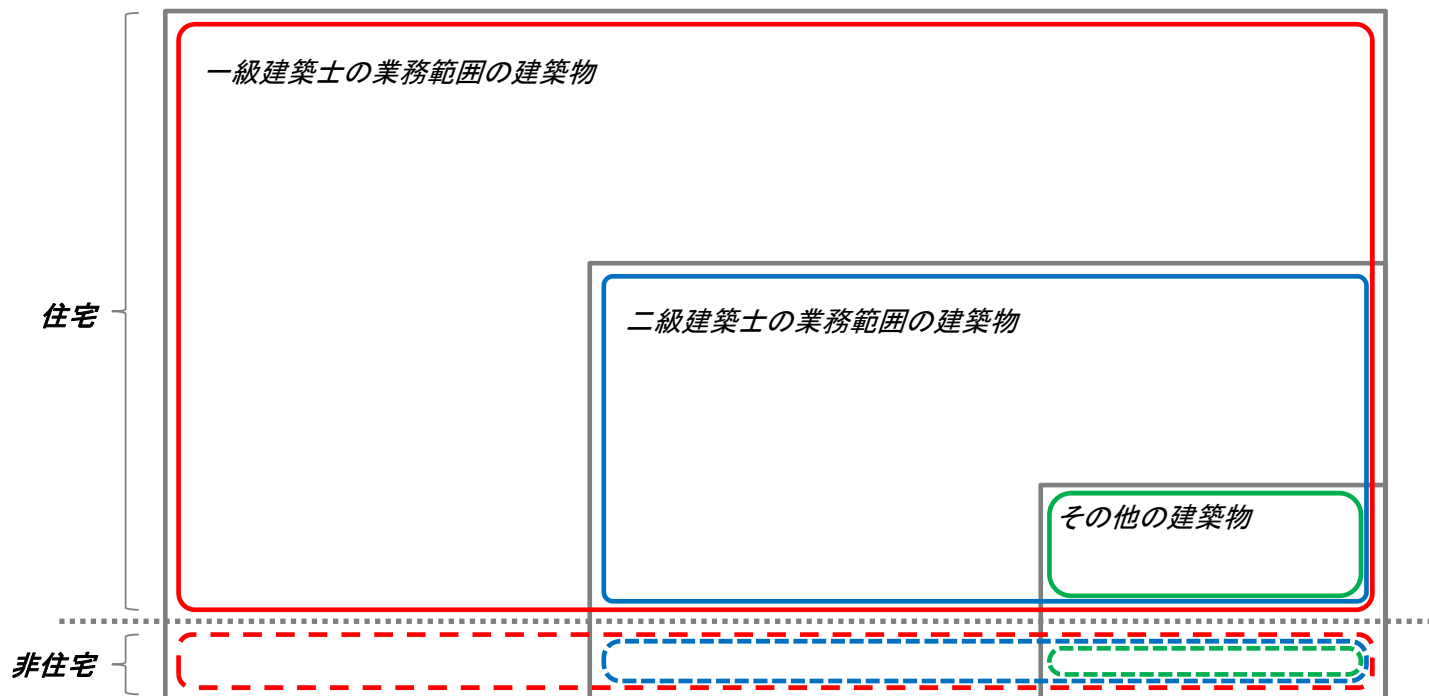 一級建築士の業務範囲の建築物
住宅
二級建築士の業務範囲の建築物
その他の建築物
非住宅